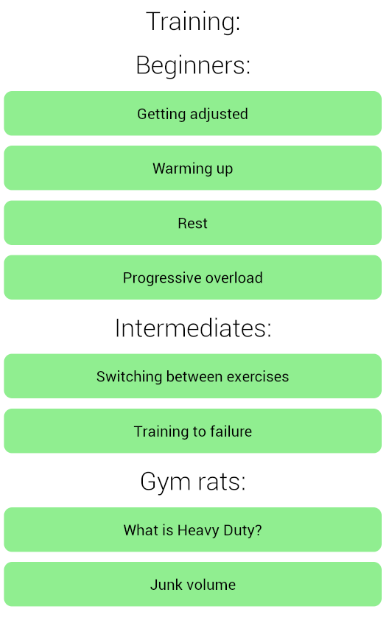 Training:
Beginners:
Getting adjusted
Warming up
Rest
Progressive overload
Intermediates:
Switching between exercises
Training to failure
Gym rats:
What is Heavy Duty?
Junk volume